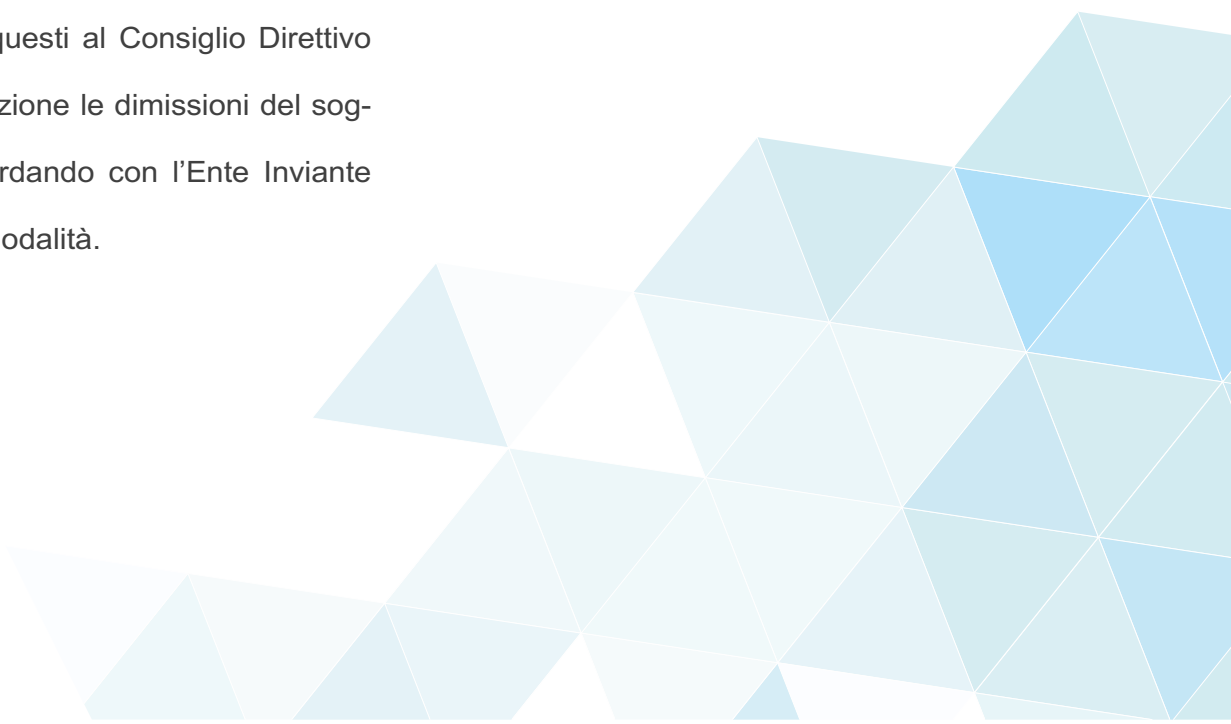 questi al Consiglio Direttivo
zione le dimissioni del sog-
rdando con l'Ente Inviante
odalità.